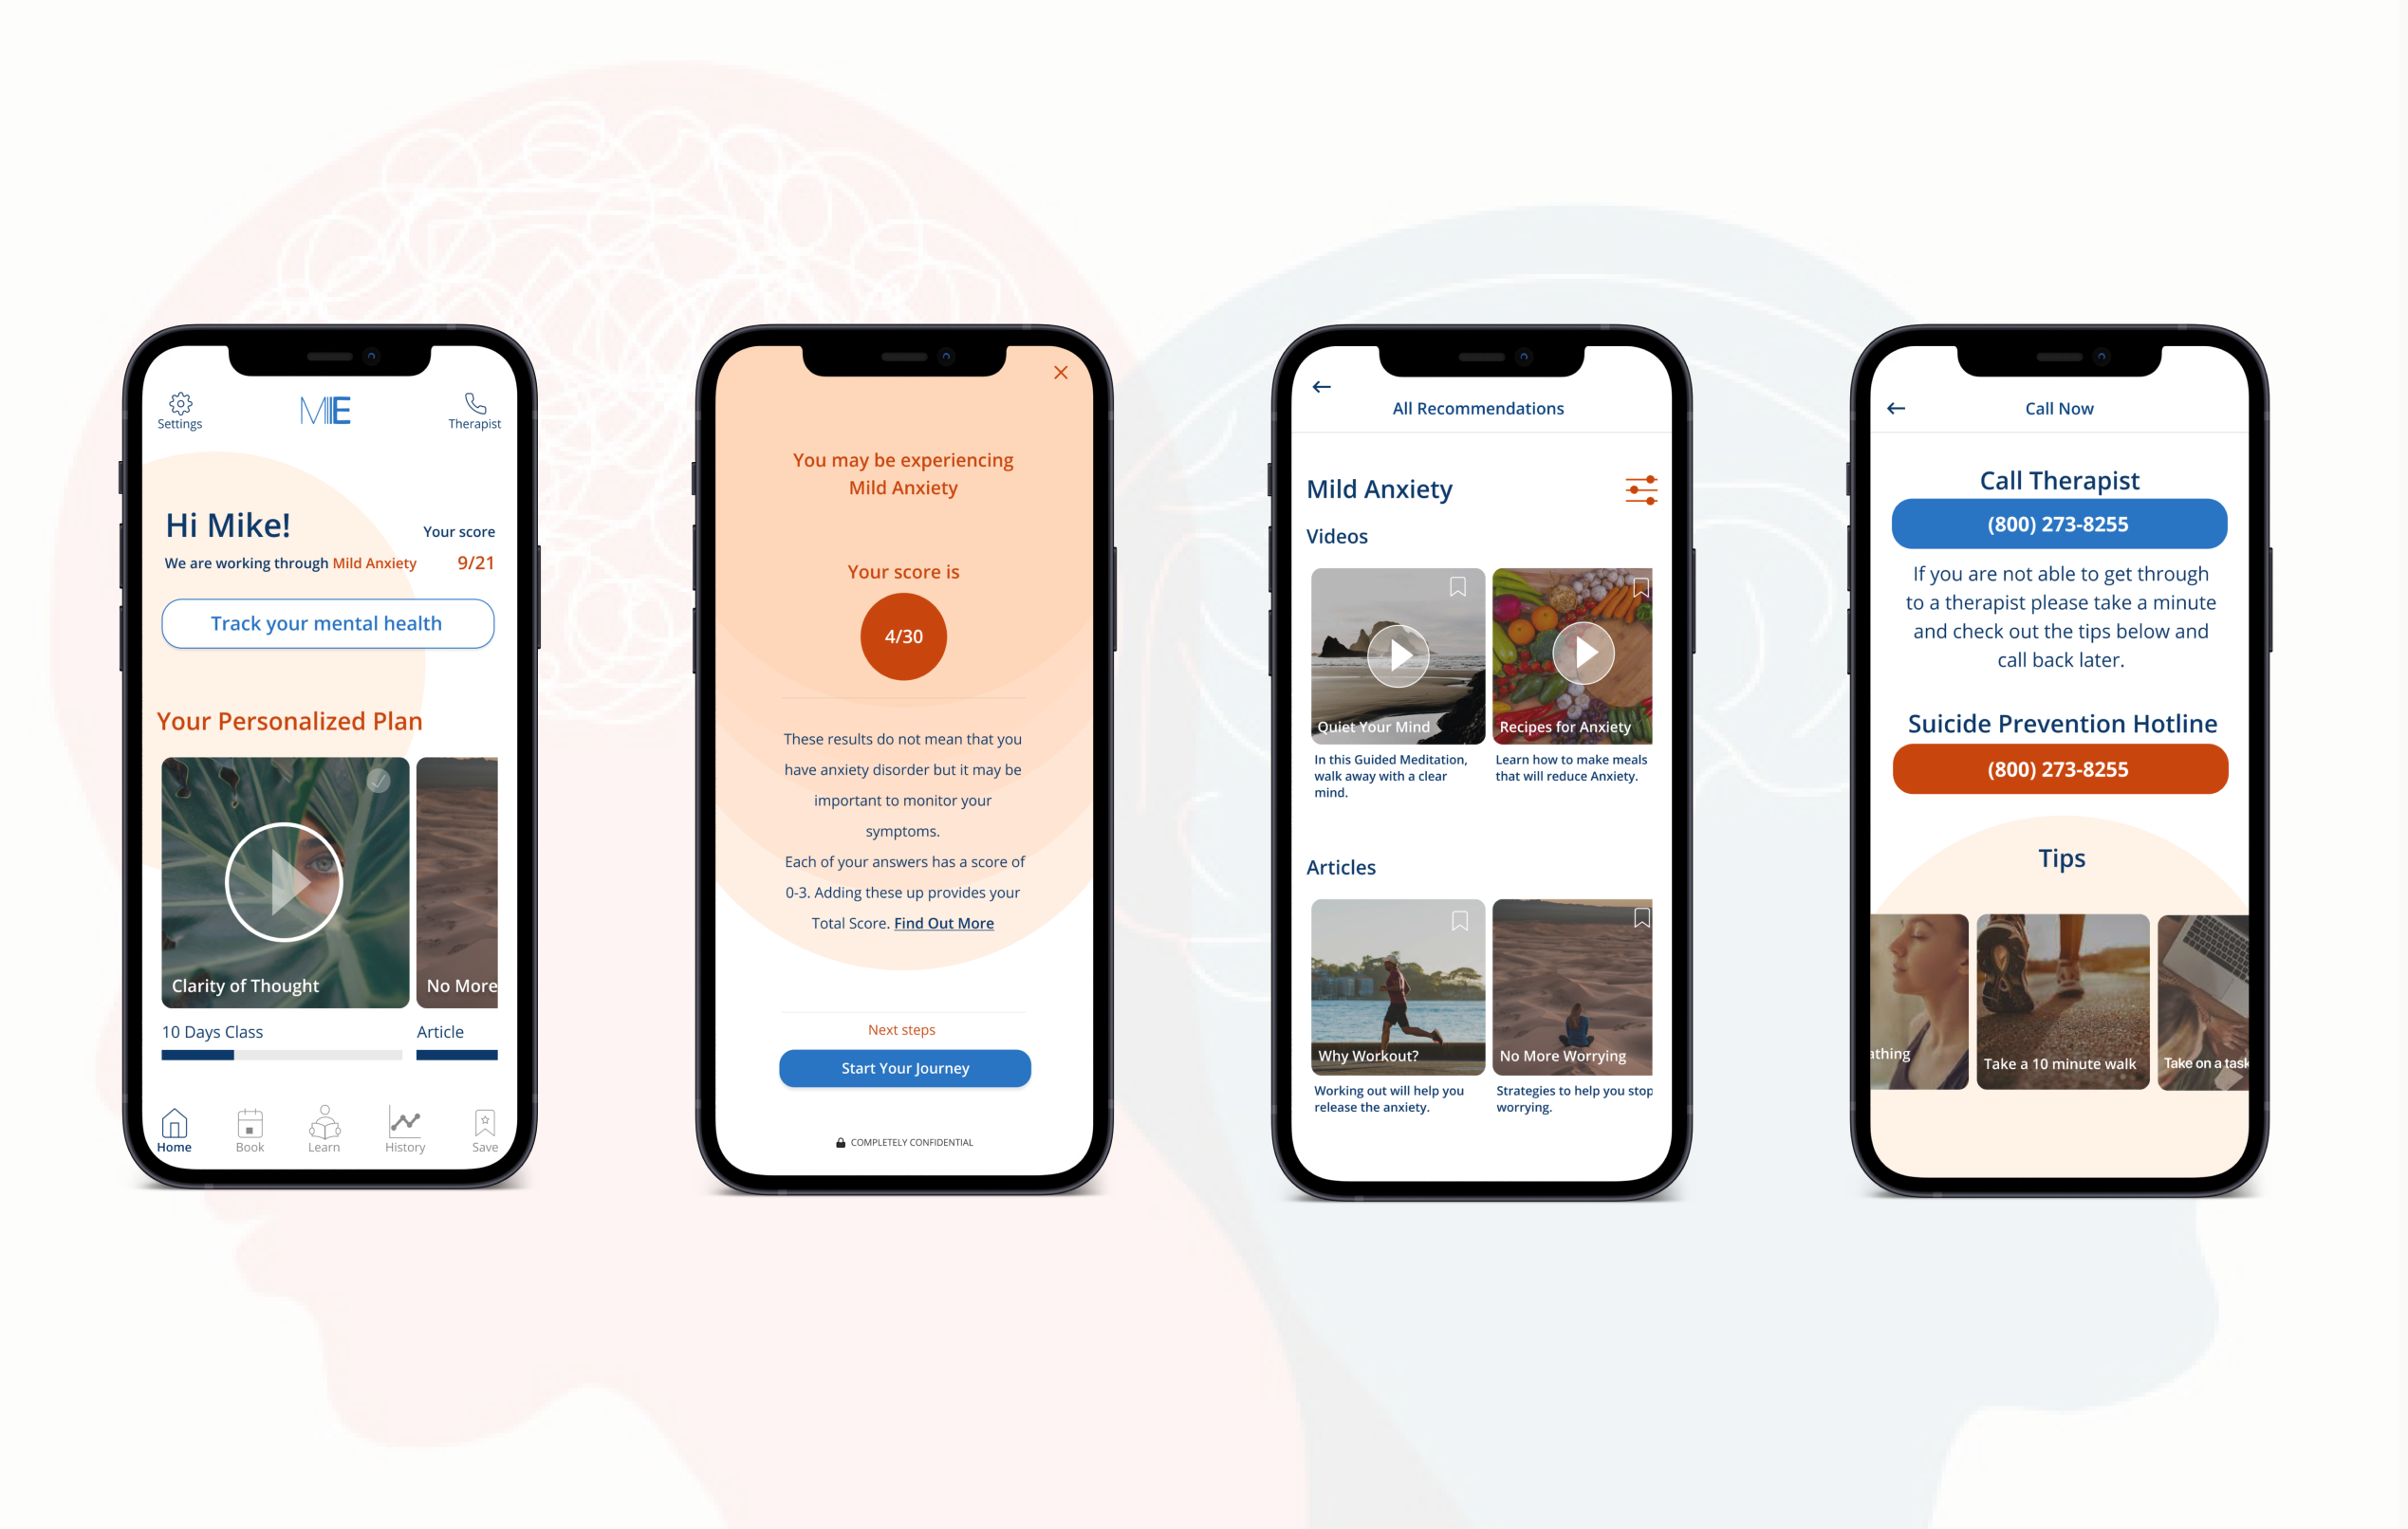 Settings
MIE
Therapist
Hi Mike!
Your score
We are working through Mild Anxiety
9/21
Track your mental health
Your Personalized Plan
Clarity of Thought
No More
10 Days Class
Article
Home
Book
Learn
History
Save
You may be experiencing
Mild Anxiety
Your score is
4/30
These results do not mean that you
have anxiety disorder but it may be
important to monitor your
symptoms.
Each of your answers has a score of
0-3. Adding these up provides your
Total Score. Find Out More
Next steps
Start Your Journey
COMPLETELY CONFIDENTIAL
All Recommendations
Mild Anxiety
Videos
Quiet Your Mind
Recipes for Anxiety
In this Guided Meditation,
walk away with a clear
mind.
Learn how to make meals
that will reduce Anxiety.
Articles
Why Workout?
No More Worrying
Working out will help you
release the anxiety.
Strategies to help you stop
worrying.
Call Now
Call Therapist
(800) 273-8255
If you are not able to get through
to a therapist please take a minute
and check out the tips below and
call back later.
Suicide Prevention Hotline
(800) 273-8255
Tips
athing
Take a 10 minute walk
Take on a task